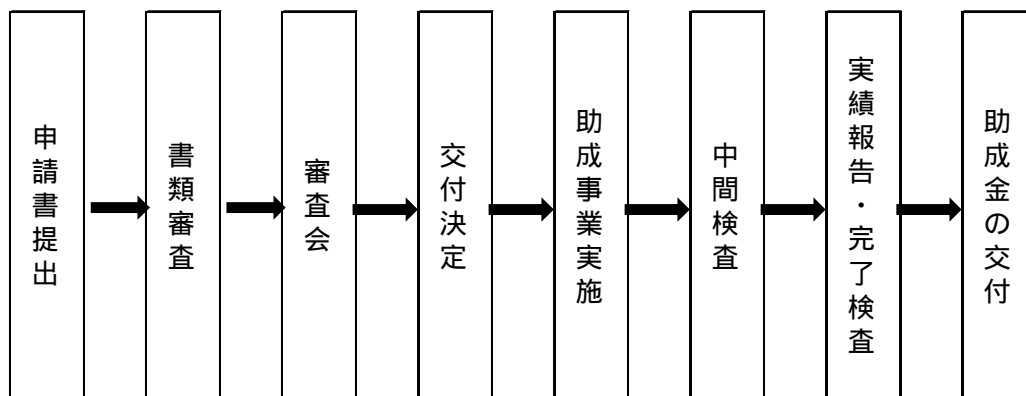 申請書提出
書類審査
審査会
交付決定
助成事業実施
中間検査
実績報告・完了検査
助成金の交付